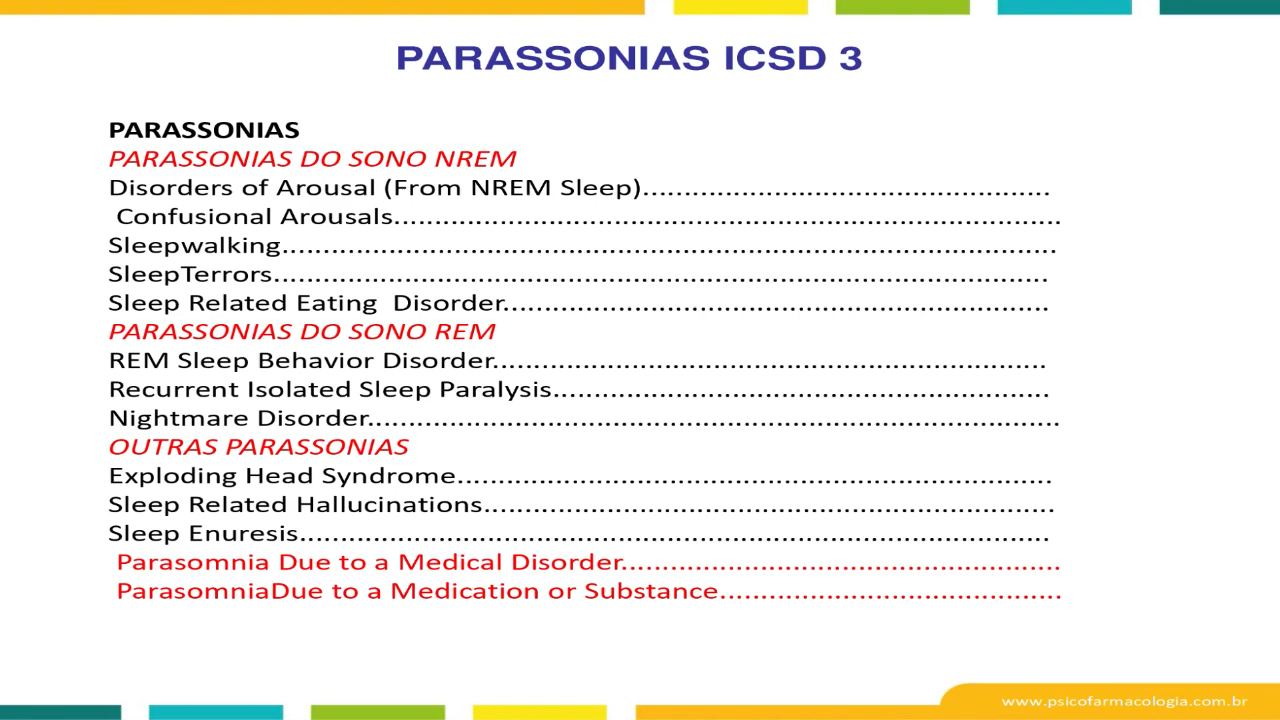 PARASSONIAS ICSD 3
PARASSONIAS
PARASSONIAS DO SONO NREM
Disorders of Arousal (From NREM Sleep)..................................................
Confusional Arousals.................................................................................
Sleepwalking..............................................................................................
SleepTerrors..............................................................................................
Sleep Related Eating  Disorder..................................................................
PARASSONIAS DO SONO REM
REM Sleep Behavior Disorder...................................................................
Recurrent Isolated Sleep Paralysis.............................................................
Nightmare Disorder....................................................................................
OUTRAS PARASSONIAS
Exploding Head Syndrome.........................................................................
Sleep Related Hallucinations......................................................................
Sleep Enuresis...........................................................................................
Parasomnia Due to a Medical Disorder......................................................
ParasomniaDue to a Medication or Substance..........................................
www.psicofarmacologia.com.br